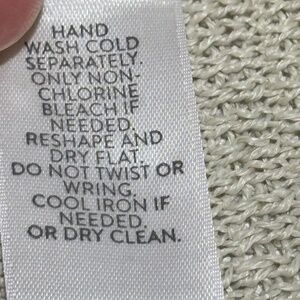 HAND
WASH COLD
SEPARATELY.
ONLY NON-
CHLORINE
BLEACH IF
NEEDED.
RESHAPE AND
DRY FLAT.
DO NOT TWIST OR
WRING.
COOL IRON IF
NEEDED.
OR DRY CLEAN.